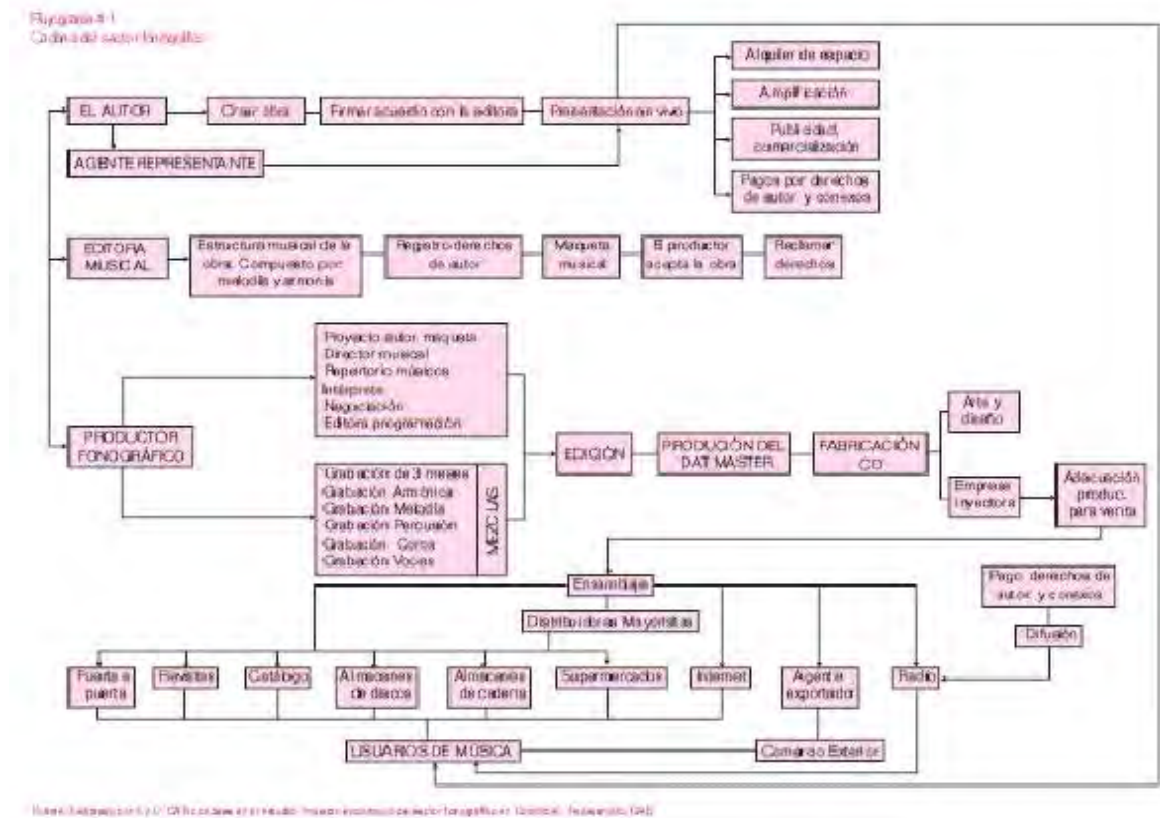 Flujograma # 1
Cadena del sector fonográfico
EL AUTOR
Crear obra
Firmar acuerdo con la editora
Presentación en vivo
Alquiler de espacio
Amplificación
Publicidad,
comercialización
Pagos por derechos
de autor y conexos
AGENTE REPRESENTANTE
EDITORA
MUSICAL
Estructura musical de la
obra. Compuesto por
melodía y armonía
Registro derechos
de autor
Maqueta
musical
El productor
acepta la obra
Reclamar
derechos
PRODUCTOR
FONOGRÁFICO
Proyecto autor maqueta
Director musical
Repertorio músicos
Intérprete
Negociación
Editora programación
Grabación de 3 meses
Grabación Armónica
Grabación Melodía
Grabación Percusión
Grabación Coros
Grabación Voces
MEZCLAS
EDICIÓN
PRODUCIÓN DEL
DAT MASTER
FABRICACIÓN
CD
Arte y
diseño
Empresa
inyectora
Adecuación
produc.
para venta
Ensamblaje
Distribuidoras Mayoristas
Pago derechos de
autor y conexos
Difusión
Puerta a
puerta
Revistas
Catálogo
Almacenes
de discos
Almacenes
de cadena
Supermercados
Internet
Agente
exportador
Radio
USUARIOS DE MÚSICA
Comercio Exterior